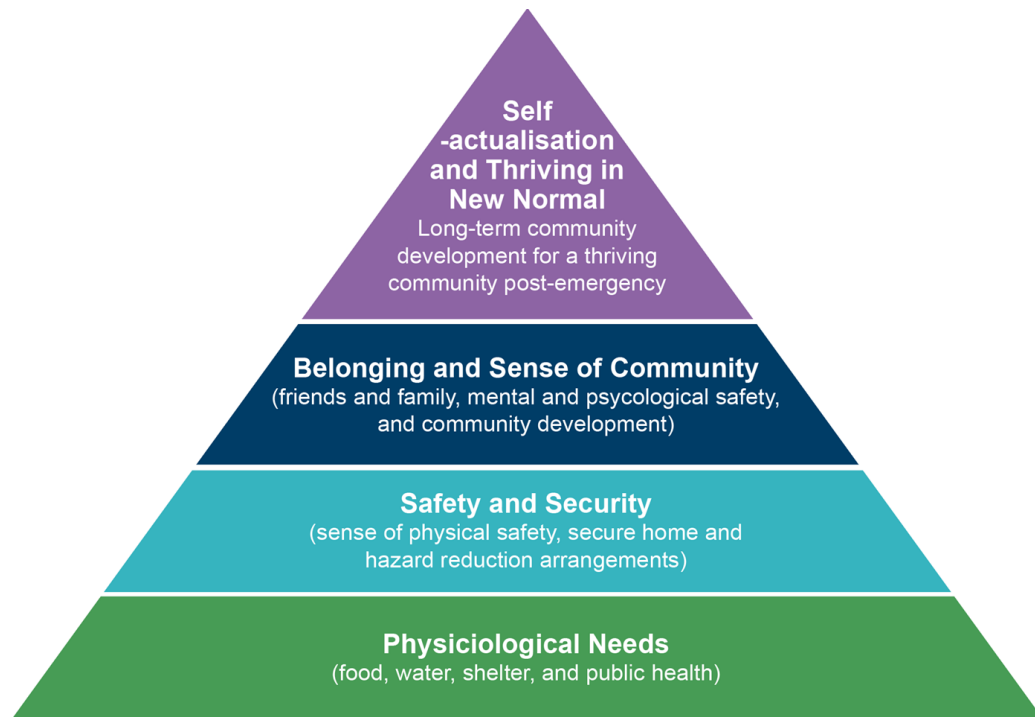 Self
-actualisation
and Thriving in
New Normal
Long-term community
development for a thriving
community post-emergency
Belonging and Sense of Community
(friends and family, mental and psycological safety,
and community development)
Safety and Security
(sense of physical safety, secure home and
hazard reduction arrangements)
Physiciological Needs
(food, water, shelter, and public health)